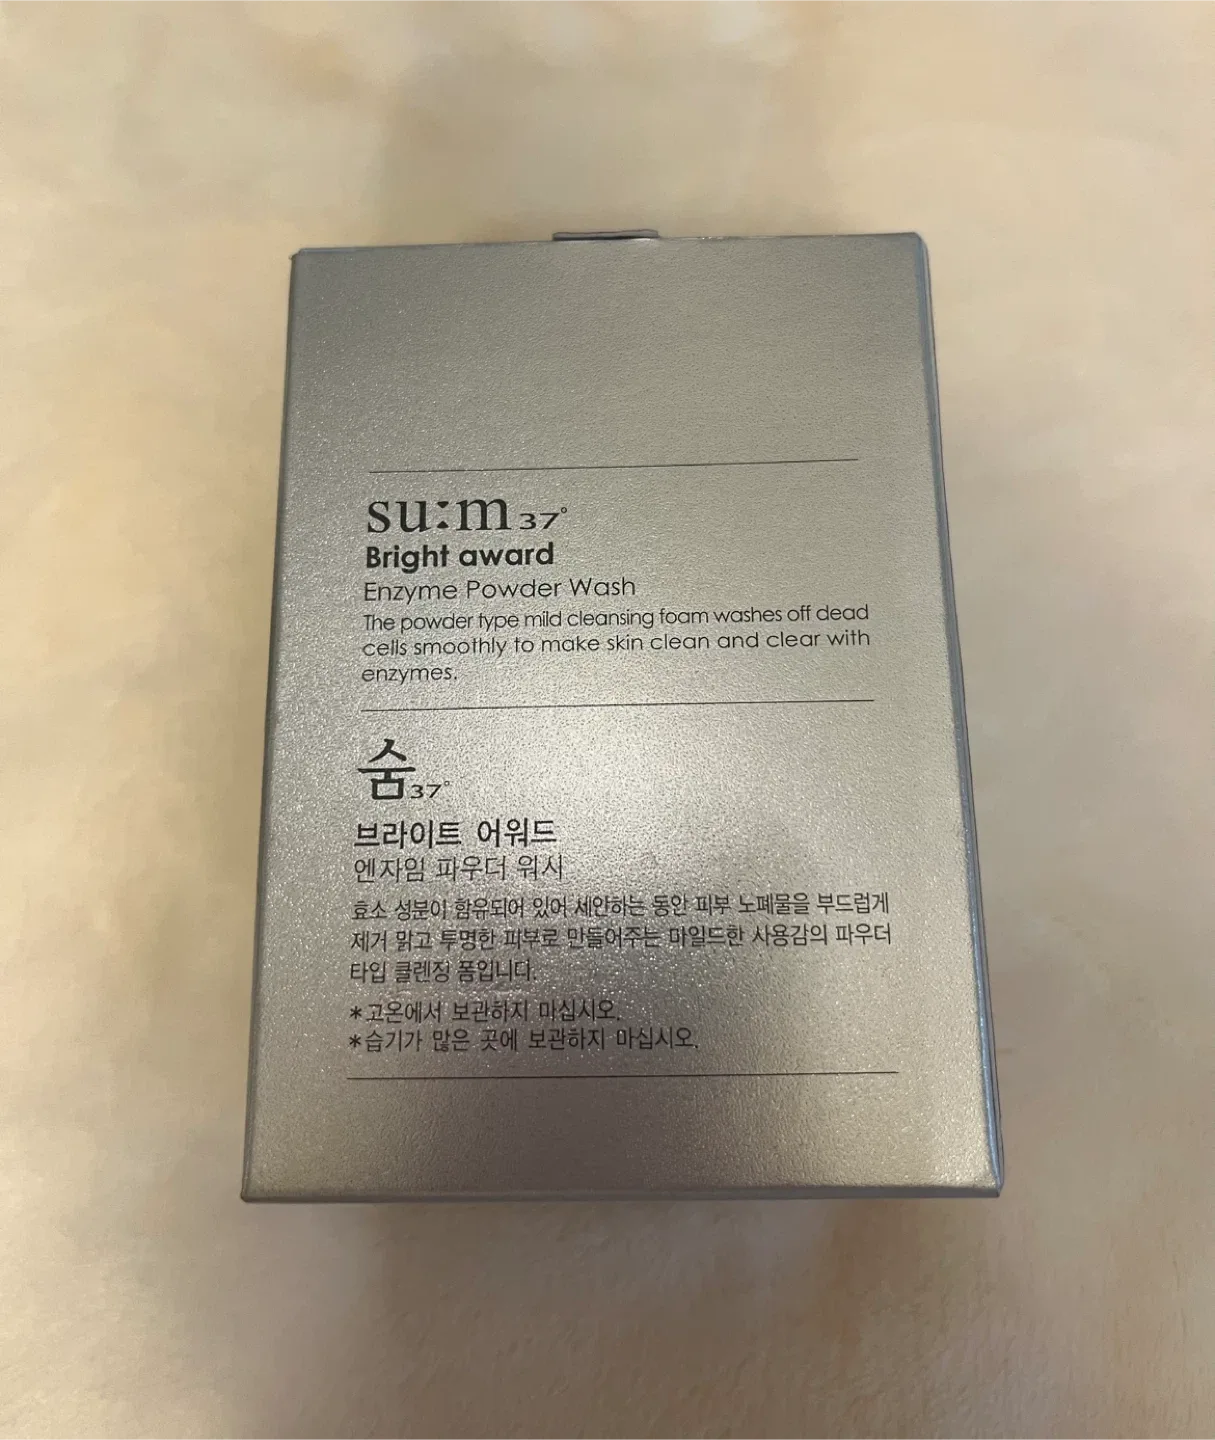 su:m37°
Bright award
Enzyme Powder Wash
The powder type mild cleansing foam washes off dead
cells smoothly to make skin clean and clear with
enzymes.
숨37°
브라이트 어워드
엔자임 파우더 워시
효소 성분이 함유되어 있어 세안하는 동안 피부 노폐물을 부드럽게
제거 맑고 투명한 피부로 만들어주는 마일드한 사용감의 파우더
타입 클렌징 폼입니다.
*고온에서 보관하지 마십시오.
*습기가 많은 곳에 보관하지 마십시오.